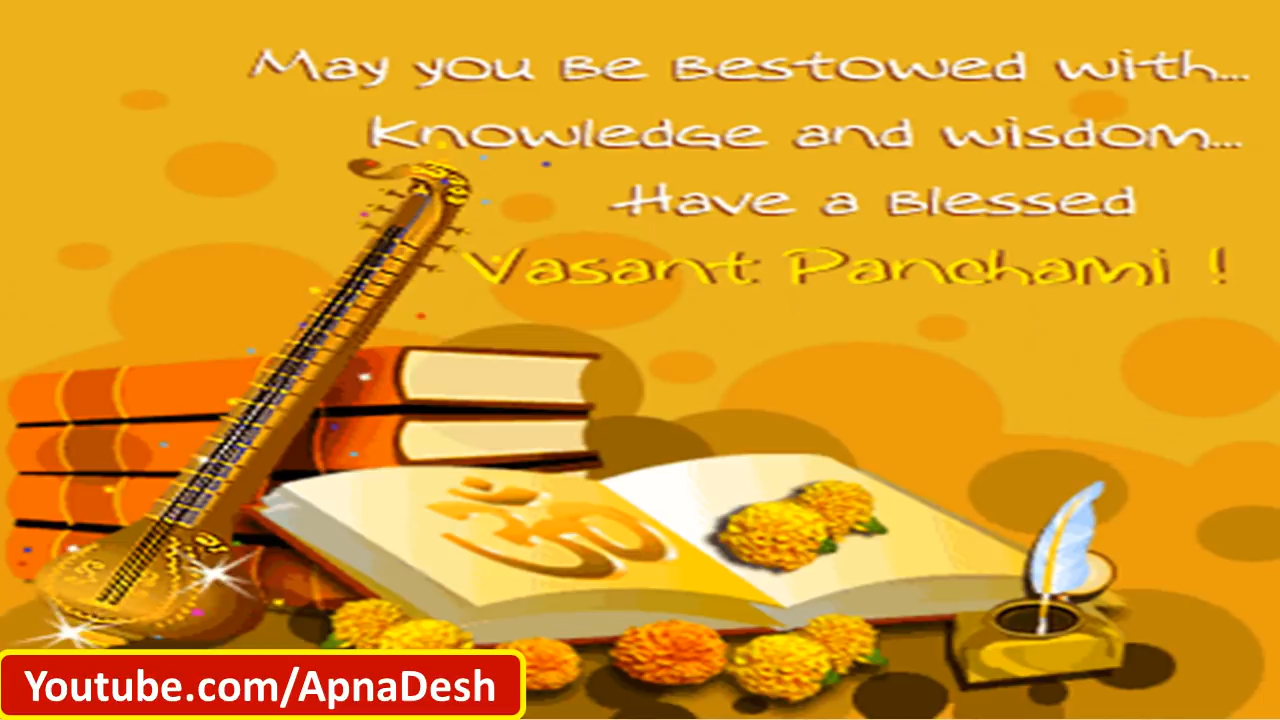 May you be bestowed with...
Knowledge and wisdom...
Have a blessed
Vasant Panchami !
ॐ
Youtube.com/ApnaDesh